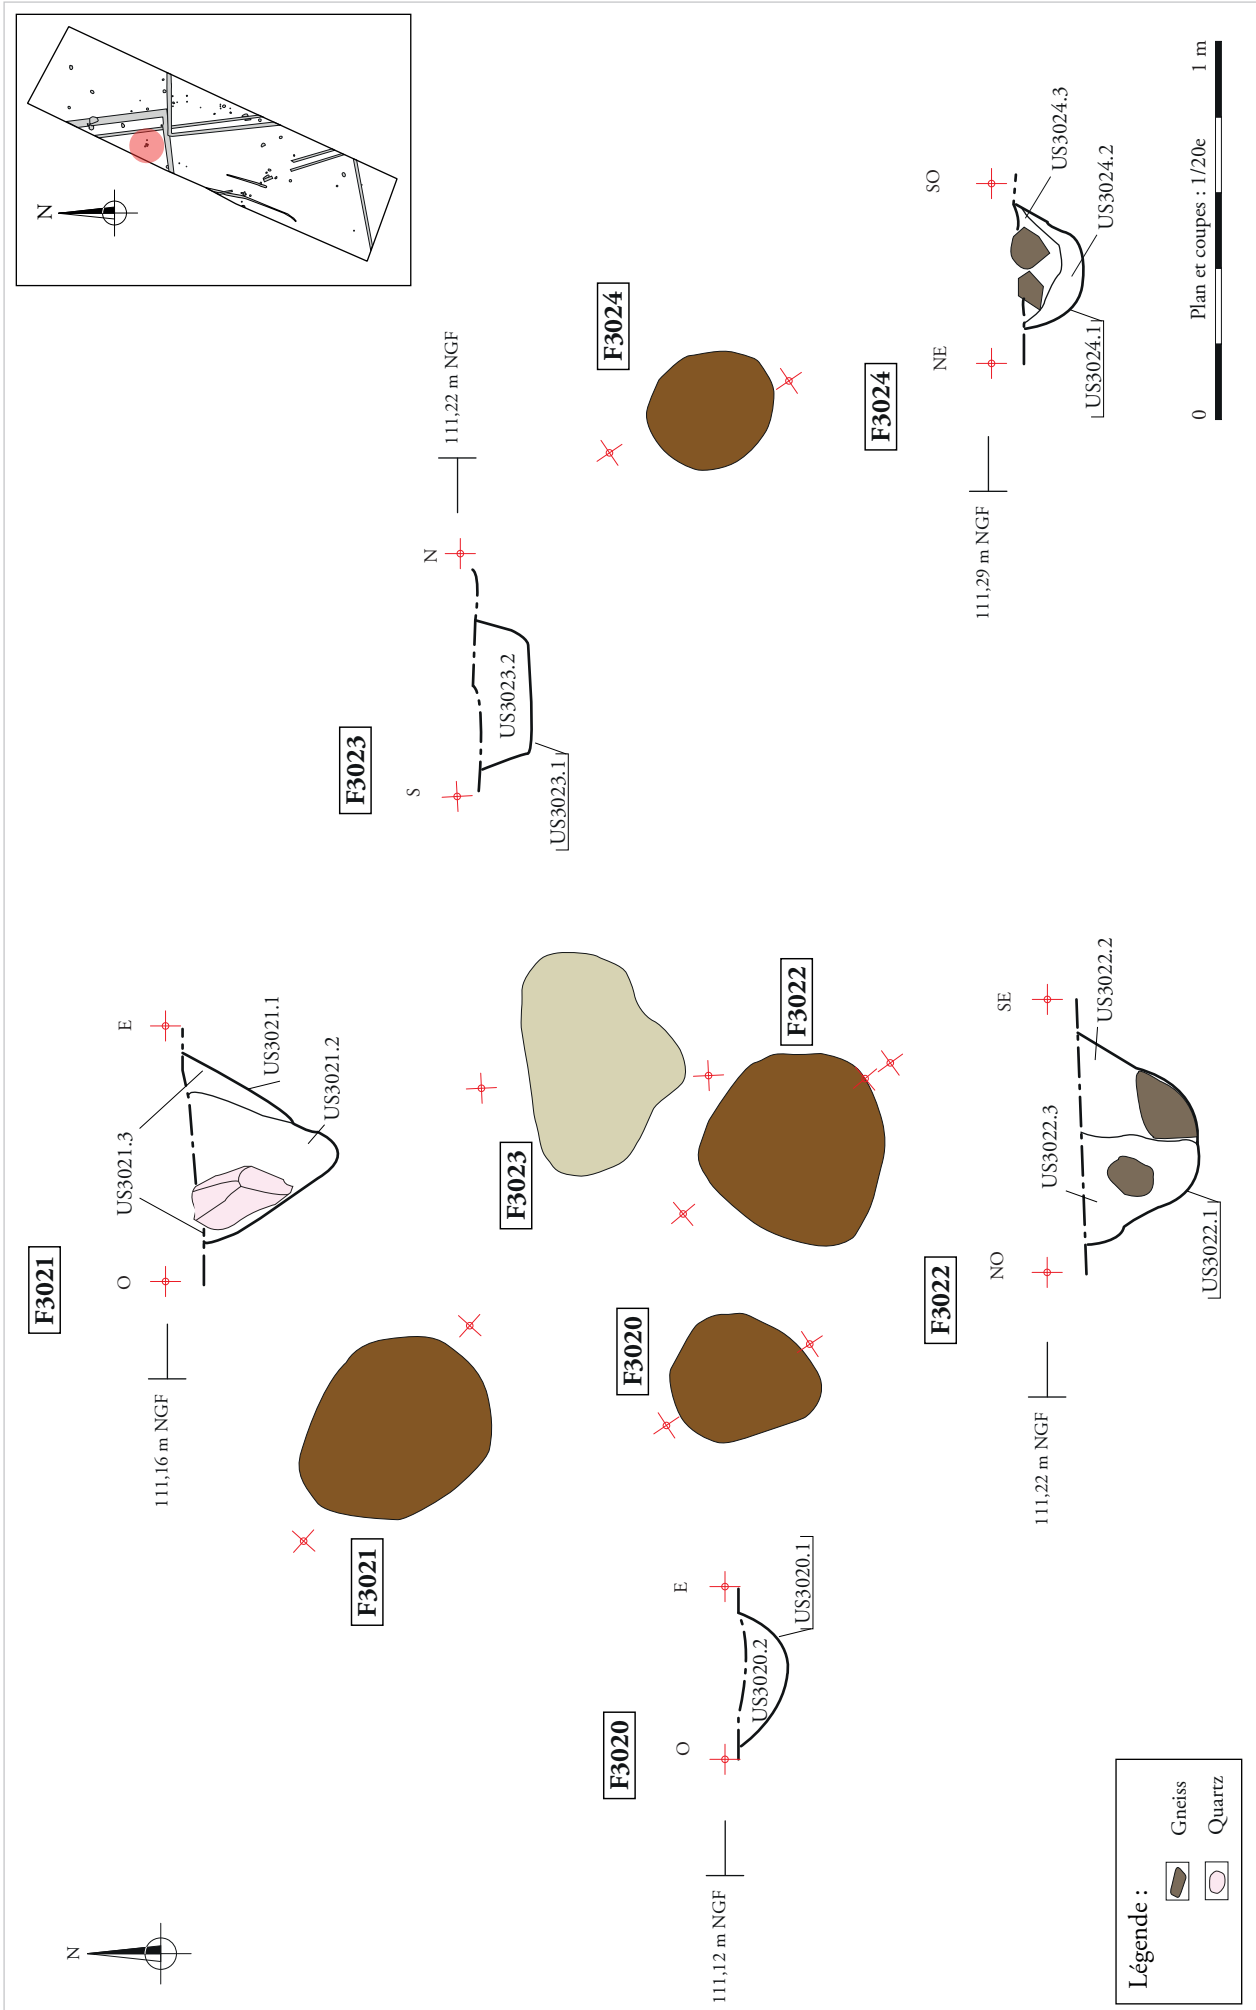 N
N
F3021
O
E
111,16 m NGF
US3021.3
US3021.1
US3021.2
F3021
F3023
S
N
111,22 m NGF
US3023.2
US3023.1
F3024
F3023
F3020
F3022
F3020
O
E
111,12 m NGF
US3020.2
US3020.1
F3022
NO
SE
111,22 m NGF
US3022.3
US3022.2
US3022.1
F3024
NE
SO
111,29 m NGF
US3024.3
US3024.2
US3024.1
Légende :
Gneiss
Quartz
0
Plan et coupes : 1/20e
1 m